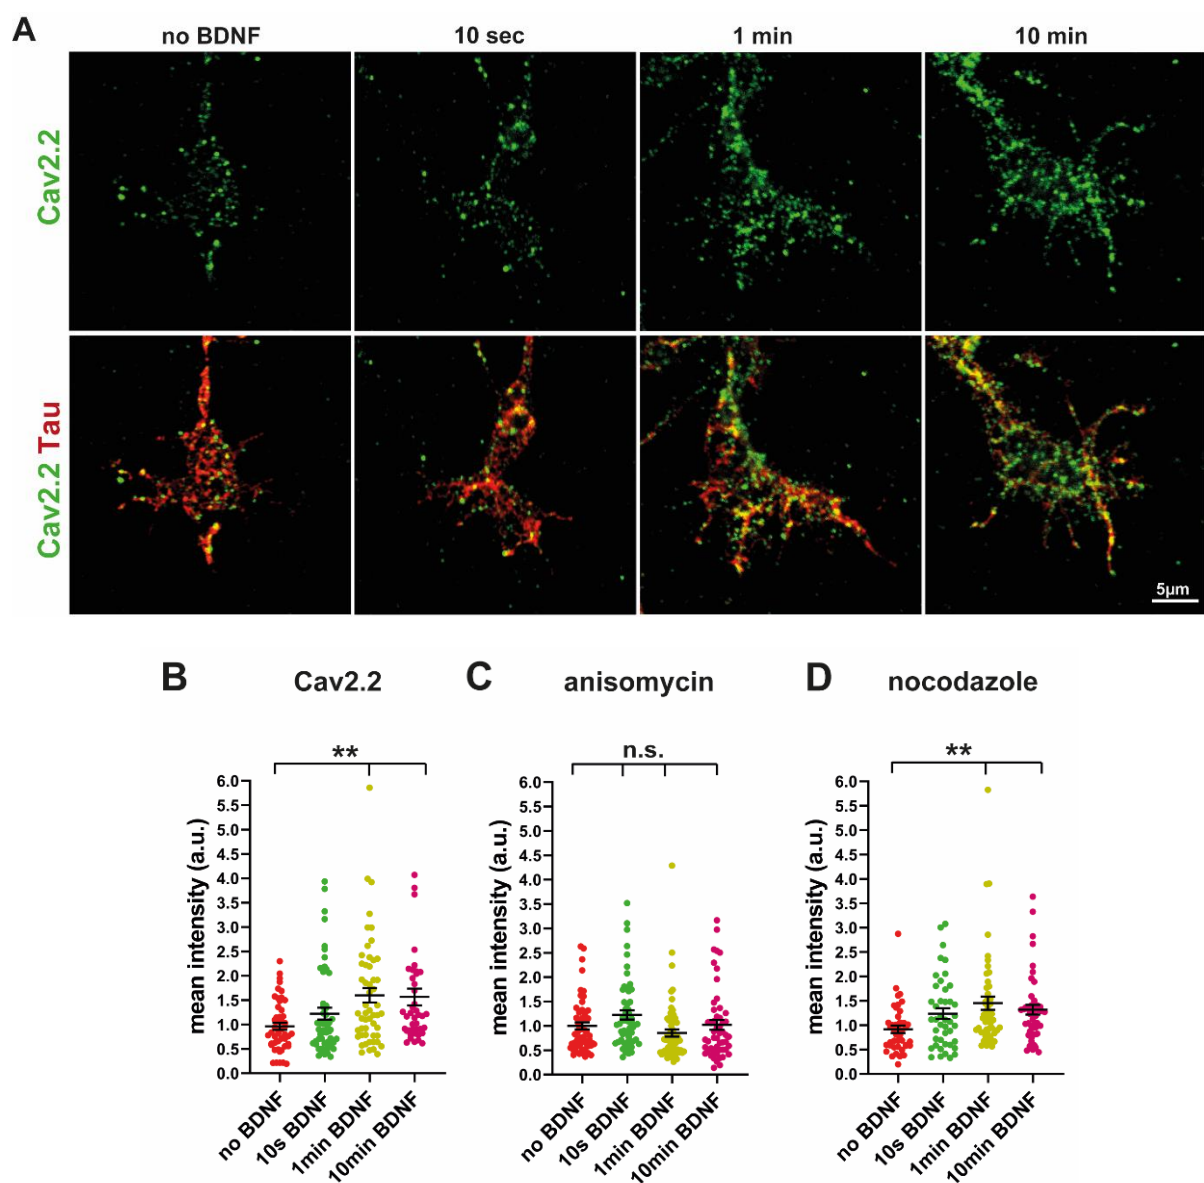 A
no BDNF 10 sec 1 min 10 min
Cav2.2
Cav2.2 Tau
5µm
B Cav2.2
**
mean intensity (a.u.)
6.0
5.5
5.0
4.5
4.0
3.5
3.0
2.5
2.0
1.5
1.0
0.5
0.0
no BDNF
10s BDNF
1min BDNF
10min BDNF
C anisomycin
n.s.
mean intensity (a.u.)
6.0
5.5
5.0
4.5
4.0
3.5
3.0
2.5
2.0
1.5
1.0
0.5
0.0
no BDNF
10s BDNF
1min BDNF
10min BDNF
D nocodazole
**
mean intensity (a.u.)
6.0
5.5
5.0
4.5
4.0
3.5
3.0
2.5
2.0
1.5
1.0
0.5
0.0
no BDNF
10s BDNF
1min BDNF
10min BDNF